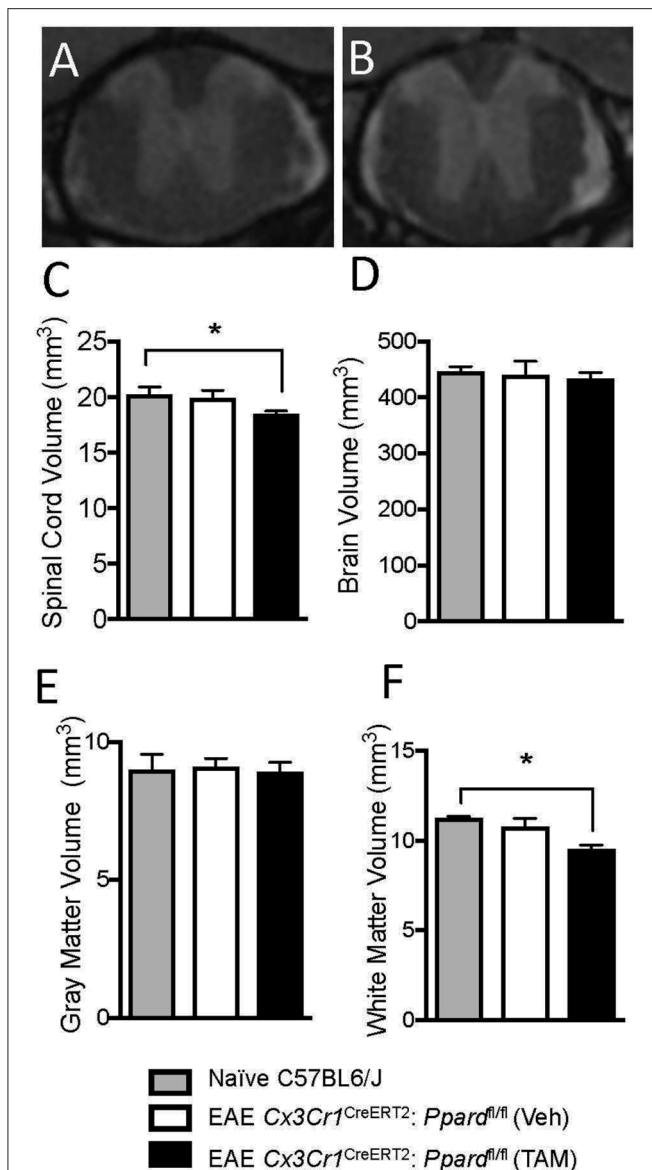 A
B
C
D
Spinal Cord Volume (mm³)
25
20
15
10
5
0
*
Brain Volume (mm³)
500
400
300
200
100
0
E
F
Gray Matter Volume (mm³)
10
5
0
White Matter Volume (mm³)
15
10
5
0
*
Naïve C57BL6/J
EAE Cx3Cr1CreERT2: Ppardfl/fl (Veh)
EAE Cx3Cr1CreERT2: Ppardfl/fl (TAM)